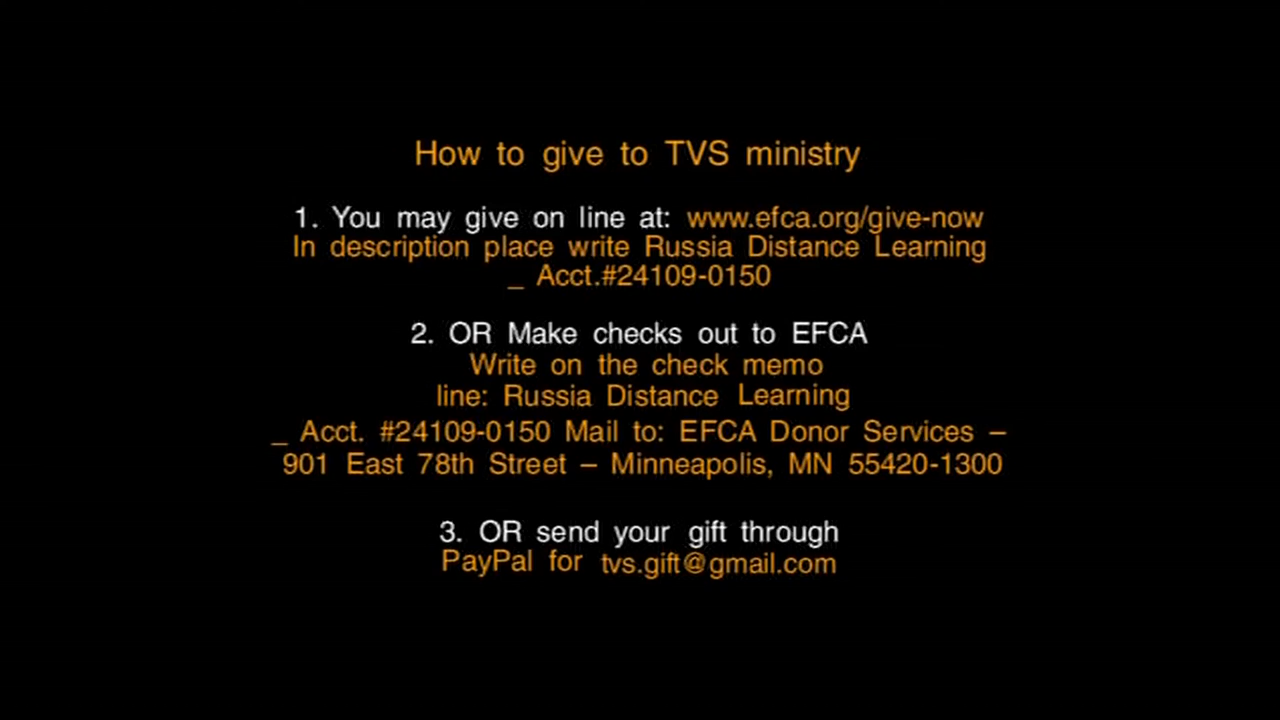 How to give to TVS ministry
1. You may give on line at: www.efca.org/give-now
In description place write Russia Distance Learning
_ Acct.#24109-0150
2. OR Make checks out to EFCA
Write on the check memo
line: Russia Distance Learning
_ Acct. #24109-0150 Mail to: EFCA Donor Services –
901 East 78th Street – Minneapolis, MN 55420-1300
3. OR send your gift through
PayPal for tvs.gift@gmail.com